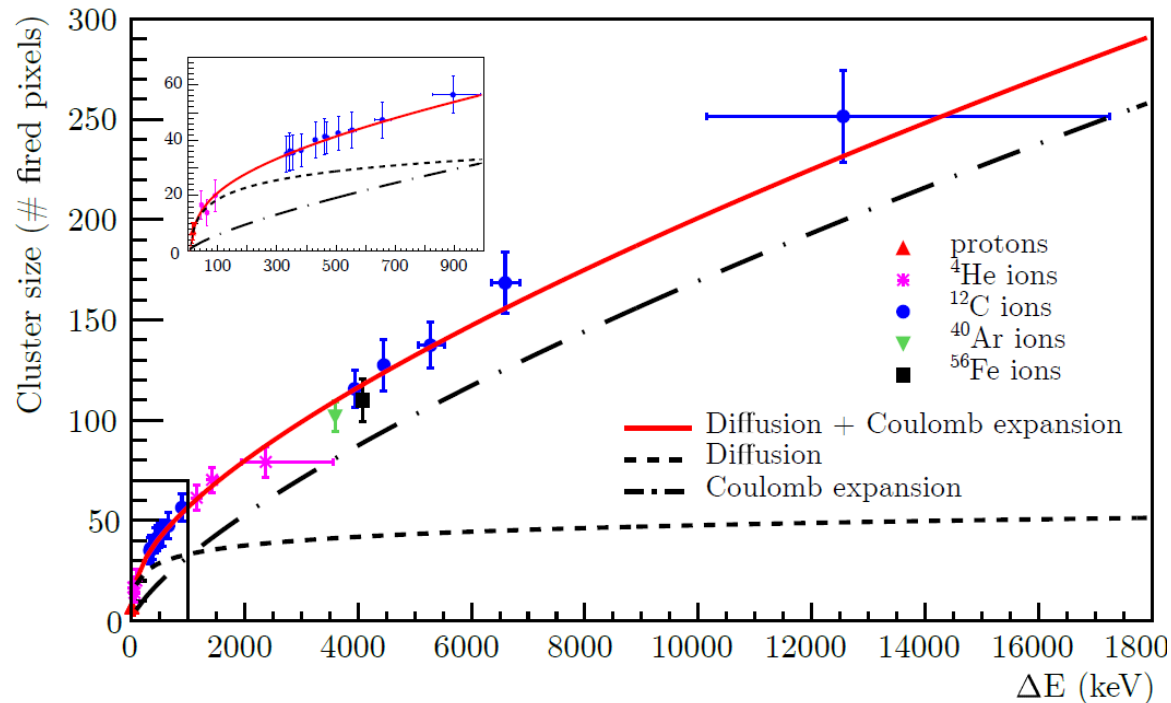 Cluster size (# fired pixels)
300
250
200
150
100
50
0
60
40
20
0
100 300 500 700 900
protons
⁴He ions
¹²C ions
⁴⁰Ar ions
⁵⁶Fe ions
Diffusion + Coulomb expansion
Diffusion
Coulomb expansion
0 2000 4000 6000 8000 10000 12000 14000 16000 1800
ΔE (keV)